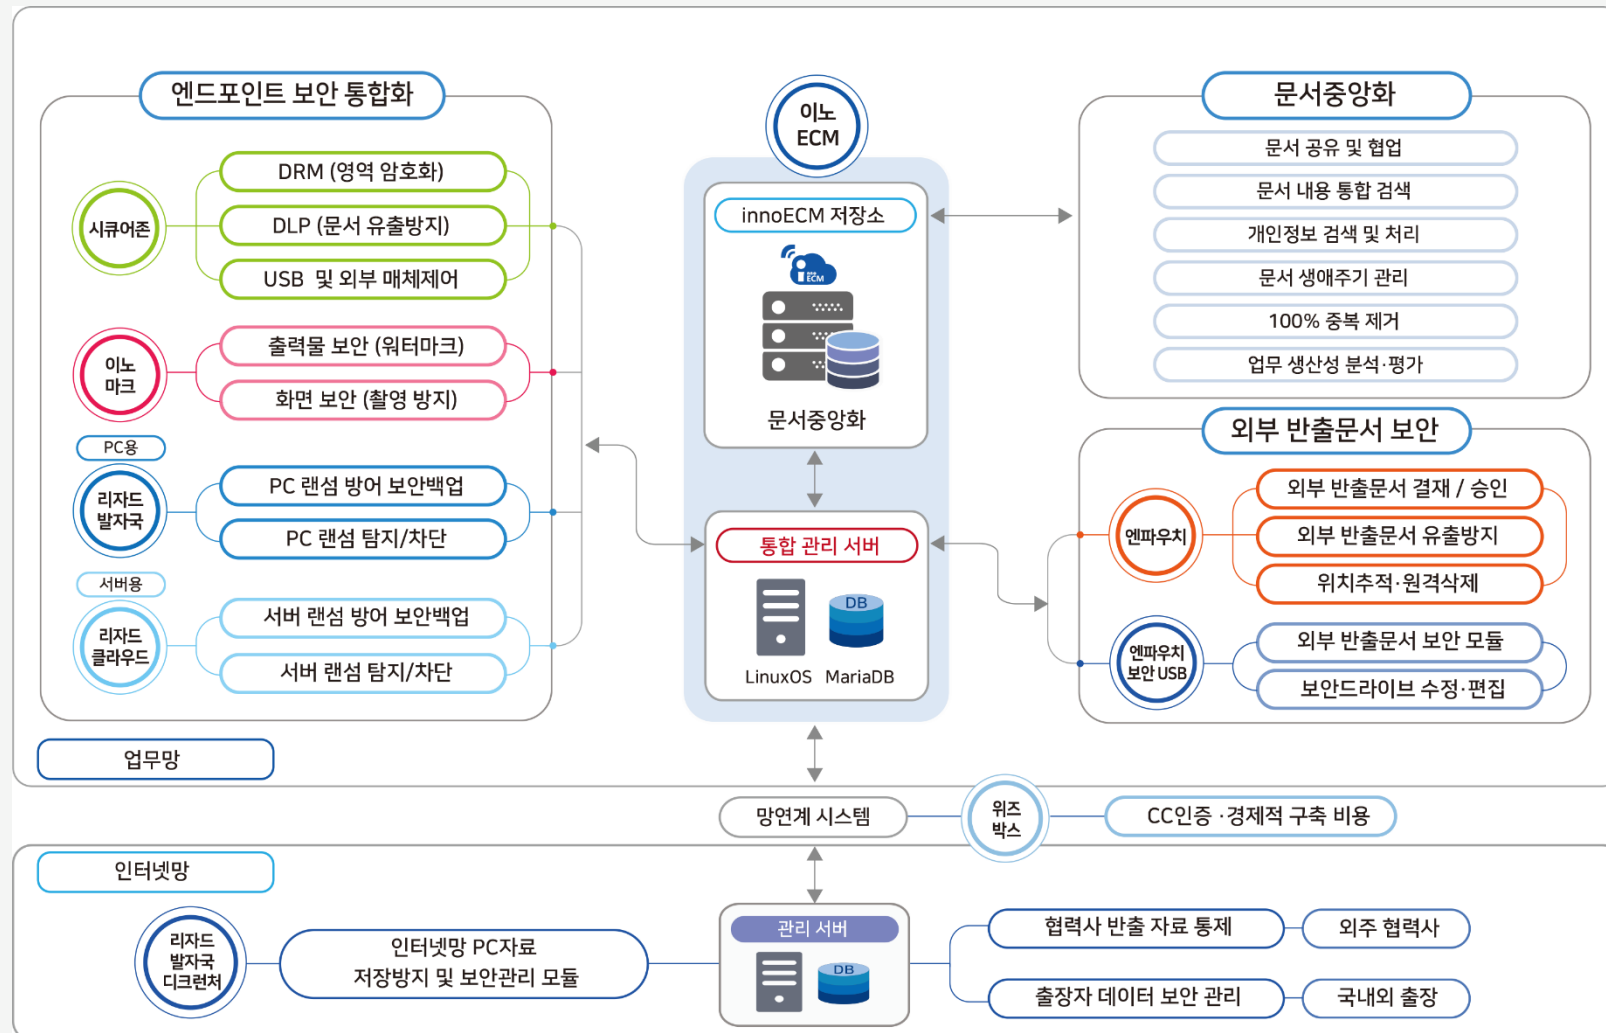 엔드포인트 보안 통합화
시큐어존
DRM (영역 암호화)
DLP (문서 유출방지)
USB 및 외부 매체제어
이노
마크
출력물 보안 (워터마크)
화면 보안 (촬영 방지)
PC용
리자드
발자국
PC 랜섬 방어 보안백업
PC 랜섬 탐지/차단
서버용
리자드
클라우드
서버 랜섬 방어 보안백업
서버 랜섬 탐지/차단
업무망
이노
ECM
innoECM 저장소
inno
ECM
문서중앙화
통합 관리 서버
DB
LinuxOS MariaDB
문서중앙화
문서 공유 및 협업
문서 내용 통합 검색
개인정보 검색 및 처리
문서 생애주기 관리
100% 중복 제거
업무 생산성 분석·평가
외부 반출문서 보안
엔파우치
외부 반출문서 결재 / 승인
외부 반출문서 유출방지
위치추적·원격삭제
엔파우치
보안 USB
외부 반출문서 보안 모듈
보안드라이브 수정·편집
망연계 시스템
위즈
박스
CC인증 ·경제적 구축 비용
인터넷망
리자드
발자국
디크런처
인터넷망 PC자료
저장방지 및 보안관리 모듈
관리 서버
DB
협력사 반출 자료 통제
외주 협력사
출장자 데이터 보안 관리
국내외 출장